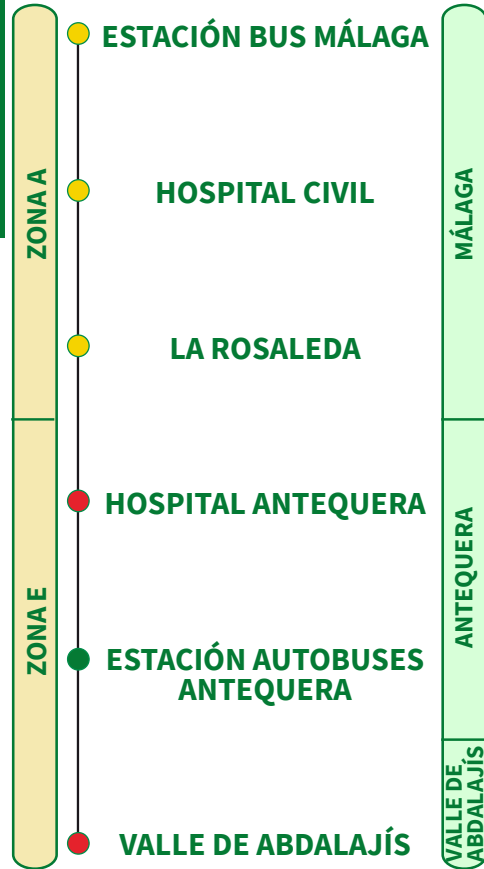 ESTACIÓN BUS MÁLAGA
HOSPITAL CIVIL
LA ROSALEDA
HOSPITAL ANTEQUERA
ESTACIÓN AUTOBUSES
ANTEQUERA
VALLE DE ABDALAJÍS
ZONA A
ZONA E
MÁLAGA
ANTEQUERA
VALLE DE
ABDALAJÍS